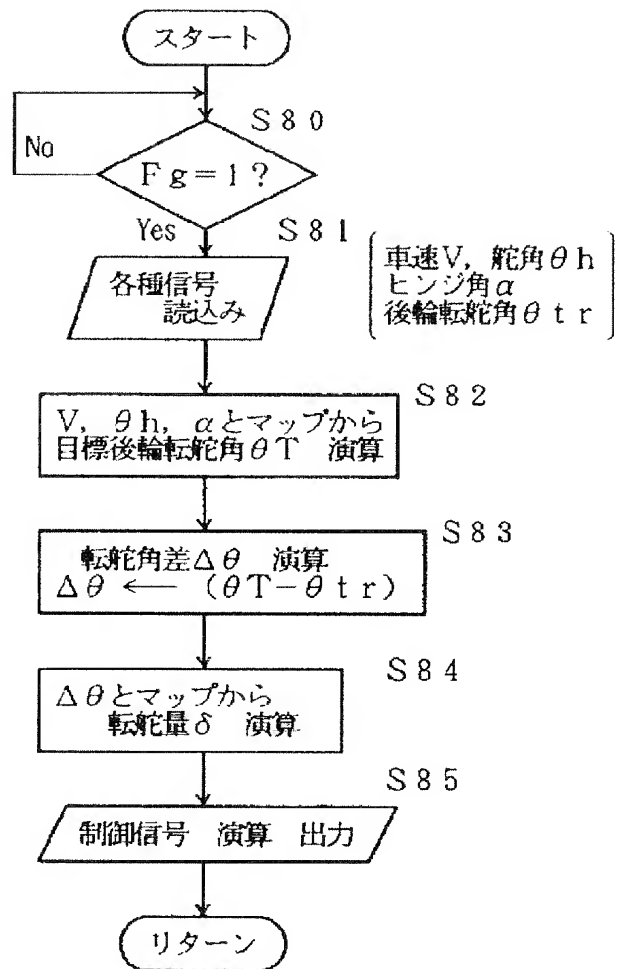 スタート
S80
No
Fg=1?
Yes
S81
各種信号
読込み
車速V, 舵角θh
ヒンジ角α
後輪転舵角θtr
S82
V, θh, αとマップから
目標後輪転舵角θT 演算
S83
転舵角差Δθ 演算
Δθ ← (θT−θtr)
S84
Δθとマップから
転舵量δ 演算
S85
制御信号 演算 出力
リターン